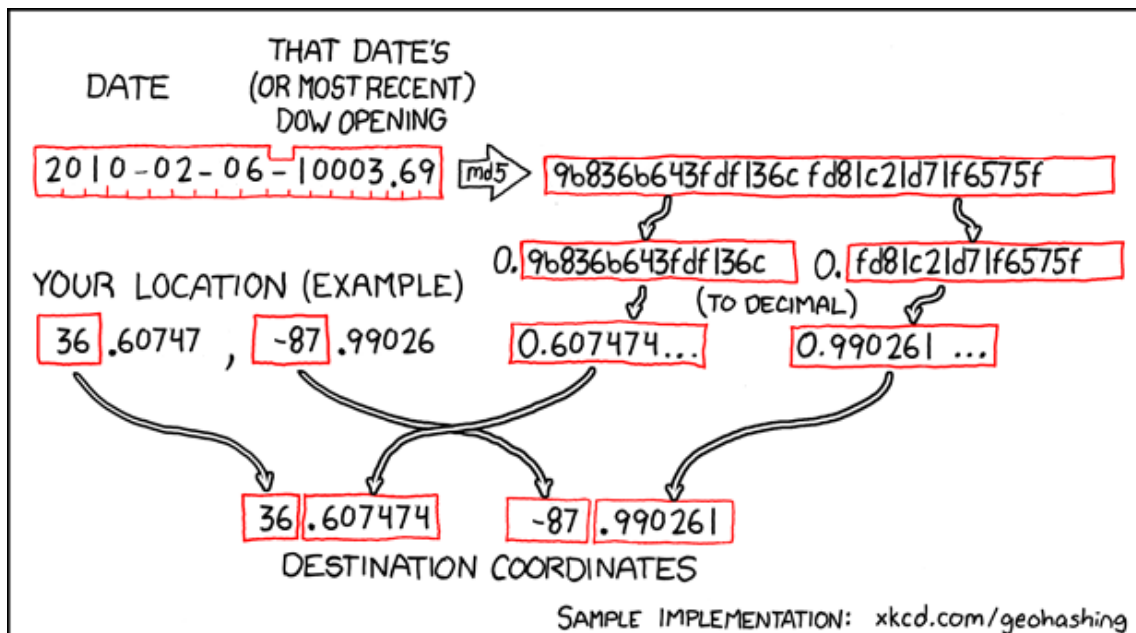 DATE
THAT DATE'S
(OR MOST RECENT)
DOW OPENING
2010-02-06-10003.69
md5
9b836b643fdf136cfd81c21d71f6575f
0.9b836b643fdf136c
0.fd81c21d71f6575f
YOUR LOCATION (EXAMPLE)
(TO DECIMAL)
36.60747, -87.99026
0.607474...
0.990261...
36.607474
-87.990261
DESTINATION COORDINATES
SAMPLE IMPLEMENTATION: xkcd.com/geohashing